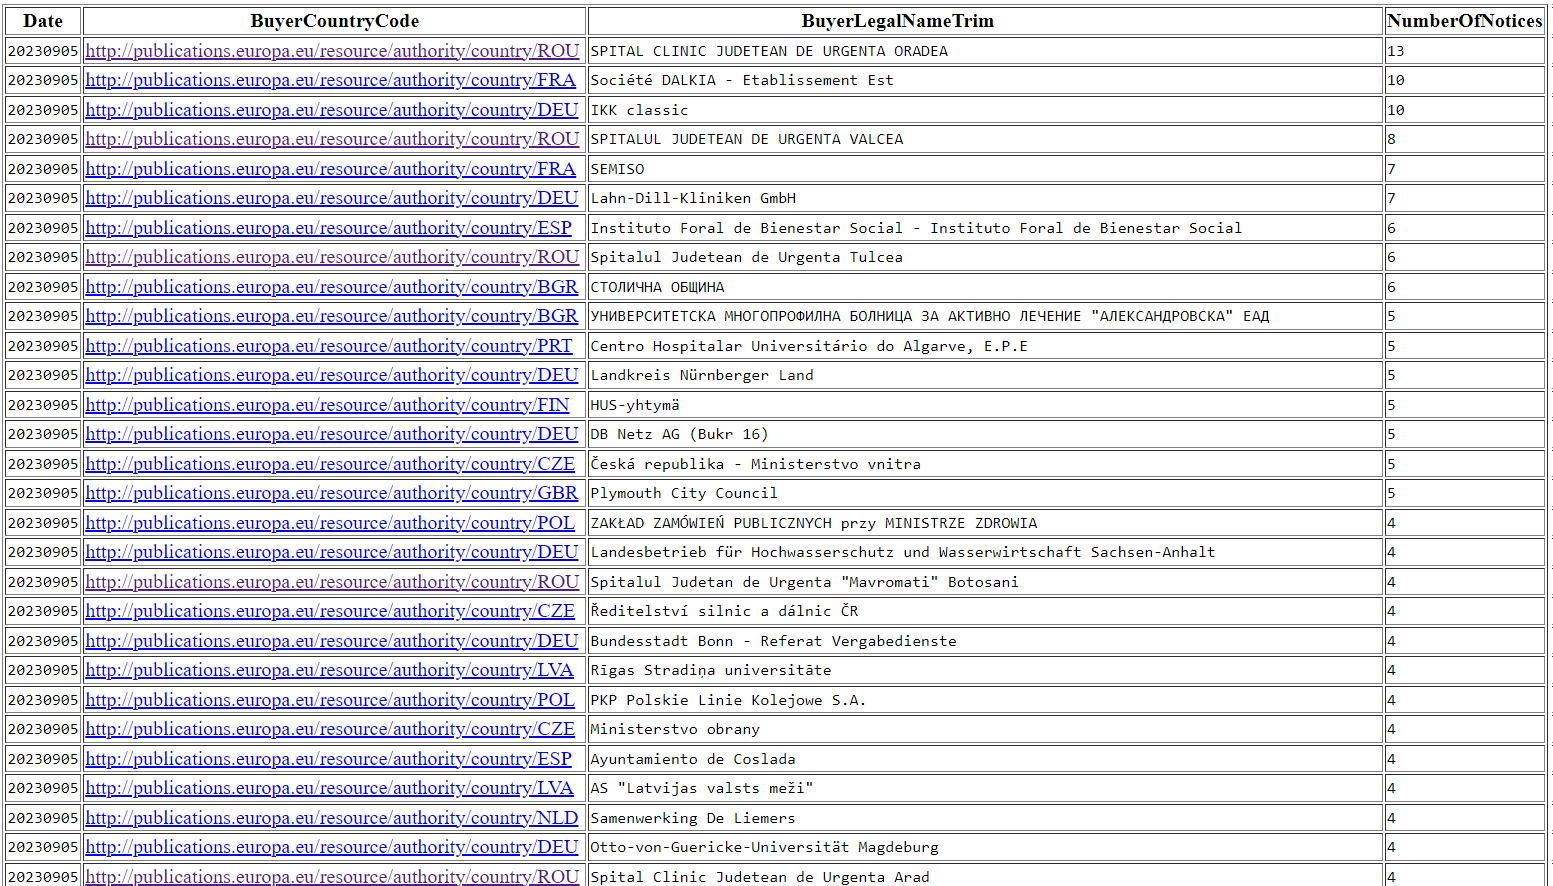 Date BuyerCountryCode BuyerLegalNameTrim NumberOfNotices
20230905 http://publications.europa.eu/resource/authority/country/ROU SPITAL CLINIC JUDETEAN DE URGENTA ORADEA 13
20230905 http://publications.europa.eu/resource/authority/country/FRA Société DALKIA - Etablissement Est 10
20230905 http://publications.europa.eu/resource/authority/country/DEU IKK classic 10
20230905 http://publications.europa.eu/resource/authority/country/ROU SPITALUL JUDETEAN DE URGENTA VALCEA 8
20230905 http://publications.europa.eu/resource/authority/country/FRA SEMISO 7
20230905 http://publications.europa.eu/resource/authority/country/DEU Lahn-Dill-Kliniken GmbH 7
20230905 http://publications.europa.eu/resource/authority/country/ESP Instituto Foral de Bienestar Social - Instituto Foral de Bienestar Social 6
20230905 http://publications.europa.eu/resource/authority/country/ROU Spitalul Judetean de Urgenta Tulcea 6
20230905 http://publications.europa.eu/resource/authority/country/BGR СТОЛИЧНА ОБЩИНА 6
20230905 http://publications.europa.eu/resource/authority/country/BGR УНИВЕРСИТЕТСКА МНОГОПРОФИЛНА БОЛНИЦА ЗА АКТИВНО ЛЕЧЕНИЕ "АЛЕКСАНДРОВСКА" ЕАД 5
20230905 http://publications.europa.eu/resource/authority/country/PRT Centro Hospitalar Universitário do Algarve, E.P.E 5
20230905 http://publications.europa.eu/resource/authority/country/DEU Landkreis Nürnberger Land 5
20230905 http://publications.europa.eu/resource/authority/country/FIN HUS-yhtymä 5
20230905 http://publications.europa.eu/resource/authority/country/DEU DB Netz AG (Bukr 16) 5
20230905 http://publications.europa.eu/resource/authority/country/CZE Česká republika - Ministerstvo vnitra 5
20230905 http://publications.europa.eu/resource/authority/country/GBR Plymouth City Council 5
20230905 http://publications.europa.eu/resource/authority/country/POL ZAKŁAD ZAMÓWIEŃ PUBLICZNYCH przy MINISTRZE ZDROWIA 4
20230905 http://publications.europa.eu/resource/authority/country/DEU Landesbetrieb für Hochwasserschutz und Wasserwirtschaft Sachsen-Anhalt 4
20230905 http://publications.europa.eu/resource/authority/country/ROU Spitalul Judetan de Urgenta "Mavromati" Botosani 4
20230905 http://publications.europa.eu/resource/authority/country/CZE Ředitelství silnic a dálnic ČR 4
20230905 http://publications.europa.eu/resource/authority/country/DEU Bundesstadt Bonn - Referat Vergabedienste 4
20230905 http://publications.europa.eu/resource/authority/country/LVA Rīgas Stradiņa universitāte 4
20230905 http://publications.europa.eu/resource/authority/country/POL PKP Polskie Linie Kolejowe S.A. 4
20230905 http://publications.europa.eu/resource/authority/country/CZE Ministerstvo obrany 4
20230905 http://publications.europa.eu/resource/authority/country/ESP Ayuntamiento de Coslada 4
20230905 http://publications.europa.eu/resource/authority/country/LVA AS "Latvijas valsts meži" 4
20230905 http://publications.europa.eu/resource/authority/country/NLD Samenwerking De Liemers 4
20230905 http://publications.europa.eu/resource/authority/country/DEU Otto-von-Guericke-Universität Magdeburg 4
20230905 http://publications.europa.eu/resource/authority/country/ROU Spital Clinic Judetean de Urgenta Arad 4